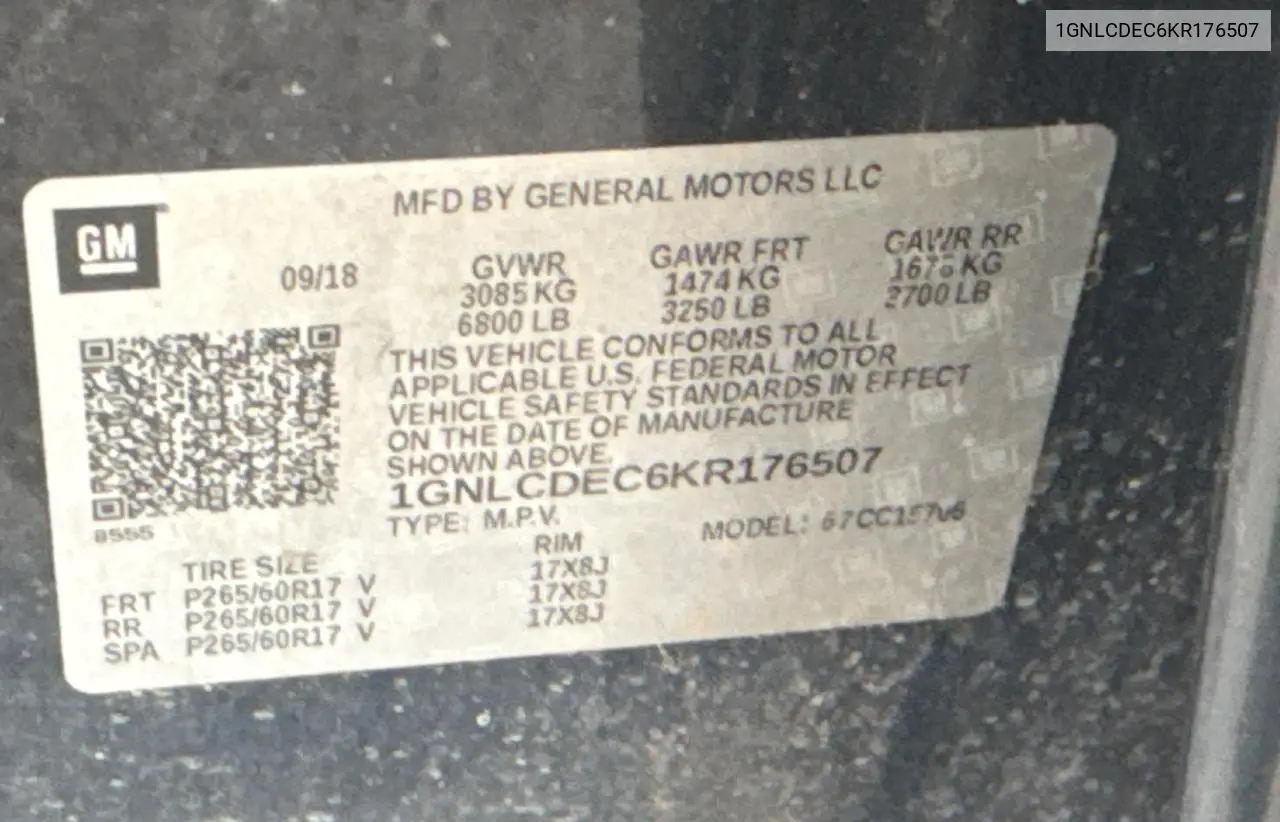 1GNLCDEC6KR176507
MFD BY GENERAL MOTORS LLC
GM
09/18
GVWR GAWR FRT GAWR RR
3085 KG 1474 KG KG
6800 LB 3250 LB 2700 LB
THIS VEHICLE CONFORMS TO ALL
APPLICABLE U.S. FEDERAL MOTOR
VEHICLE SAFETY STANDARDS IN EFFECT
ON THE DATE OF MANUFACTURE
SHOWN ABOVE.
1GNLCDEC6KR176507
8555
TYPE: M.P.V. MODEL:
TIRE SIZE RIM
FRT P265/60R17 V 17X8J
RR P265/60R17 V 17X8J
SPA P265/60R17 V 17X8J